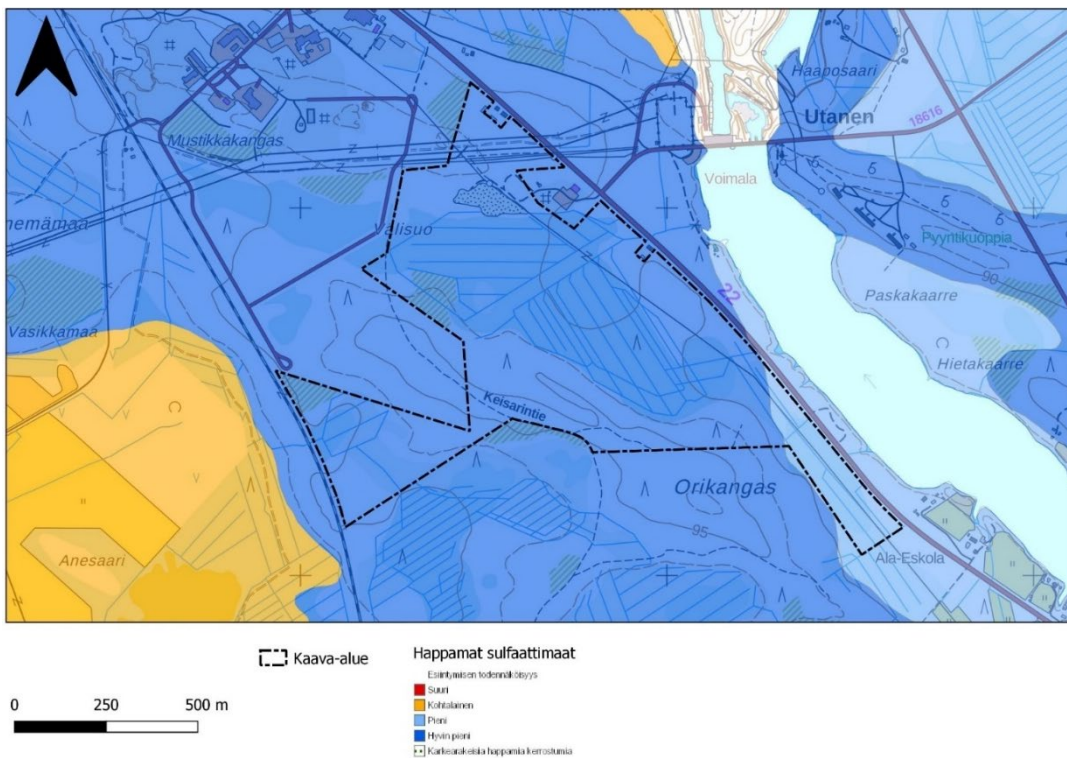 Haaposaari
Utanen
18616
Mustikkakangas
Voimala
Välisuo
Pyyntikuoppia
90
22
Paskakaarre
Vasikkamaa
Hietakaarre
Keisarintie
Orikangas
95
Anesaari
Ala-Eskola
Kaava-alue
Happamat sulfaattimaat
Esiintymisen todennäköisyys
Suuri
Kohtalainen
Pieni
Hyvin pieni
Karkearakeisia happamia kerrostumia
0 250 500 m